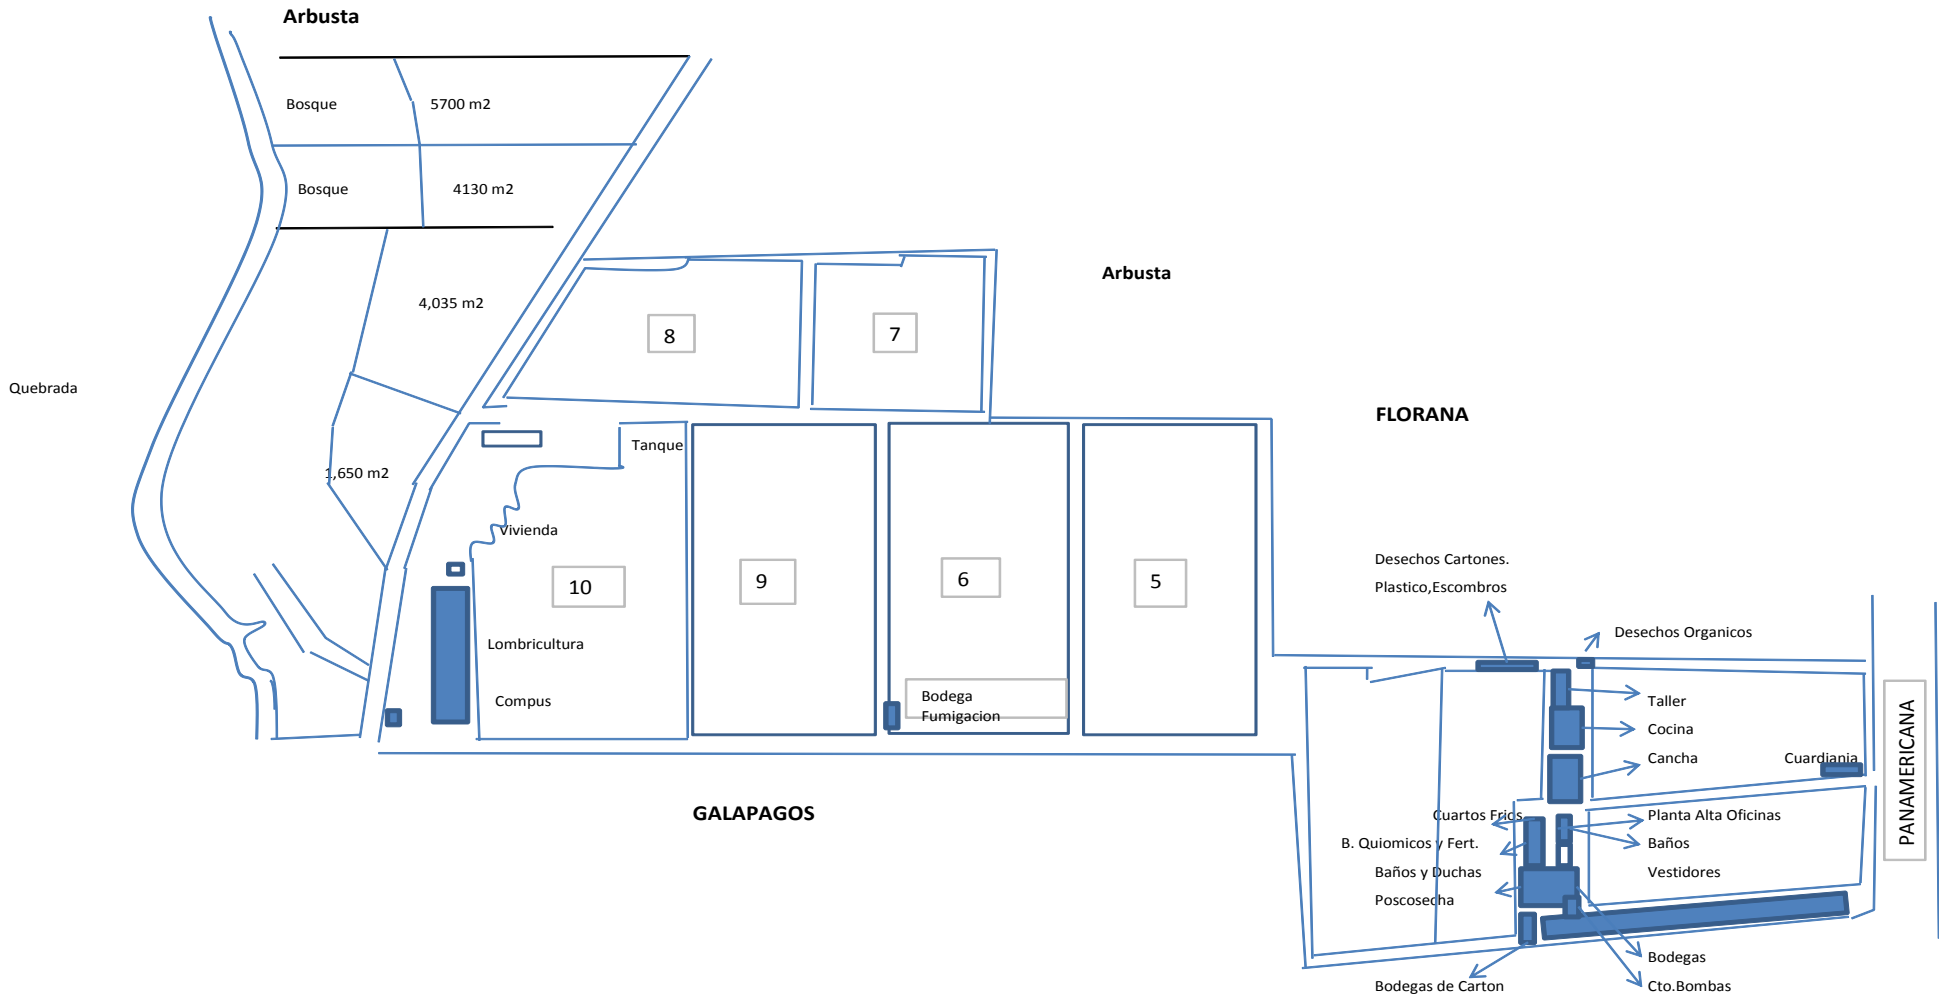 Arbusta
Bosque
5700 m2
Bosque
4130 m2
4,035 m2
Arbusta
8
7
Quebrada
FLORANA
Tanque
1,650 m2
Vivienda
10
9
6
5
Desechos Cartones.
Plastico,Escombros
Desechos Organicos
Lombricultura
Compus
Bodega
Fumigacion
Taller
Cocina
Cancha
Cuardiania
PANAMERICANA
GALAPAGOS
Cuartos Frios
Planta Alta Oficinas
B. Quiomicos y Fert.
Baños
Baños y Duchas
Vestidores
Poscosecha
Bodegas
Bodegas de Carton
Cto.Bombas